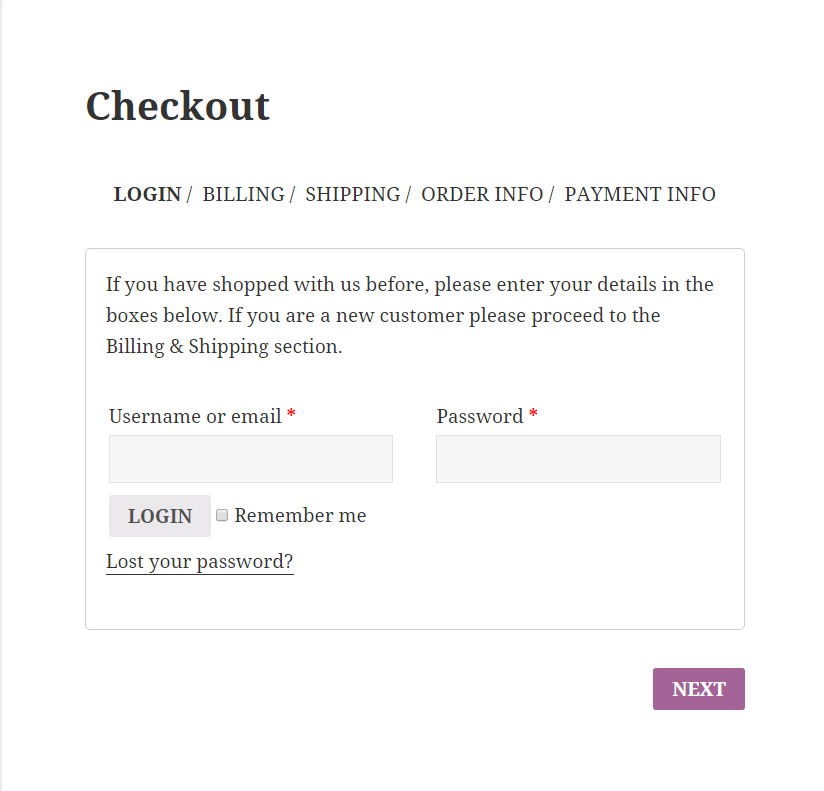 Checkout
LOGIN / BILLING / SHIPPING / ORDER INFO / PAYMENT INFO
If you have shopped with us before, please enter your details in the
boxes below. If you are a new customer please proceed to the
Billing & Shipping section.
Username or email * Password *
LOGIN Remember me
Lost your password?
NEXT